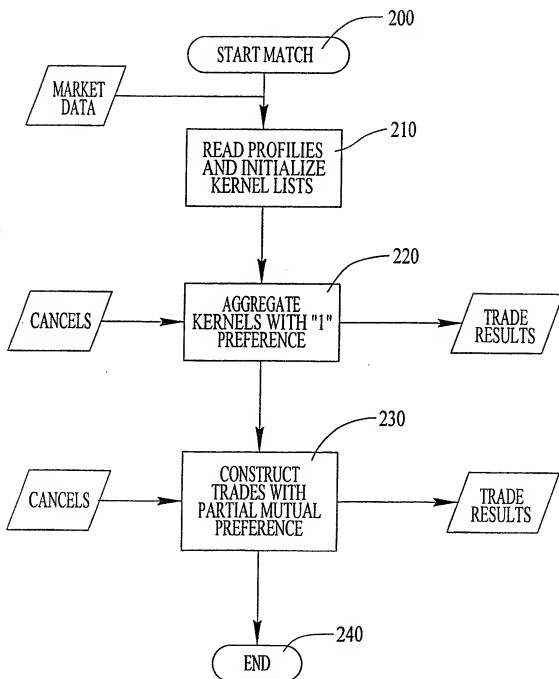 200
START MATCH
MARKET
DATA
210
READ PROFILIES
AND INITIALIZE
KERNEL LISTS
220
CANCELS
AGGREGATE
KERNELS WITH "1"
PREFERENCE
TRADE
RESULTS
230
CANCELS
CONSTRUCT
TRADES WITH
PARTIAL MUTUAL
PREFERENCE
TRADE
RESULTS
240
END